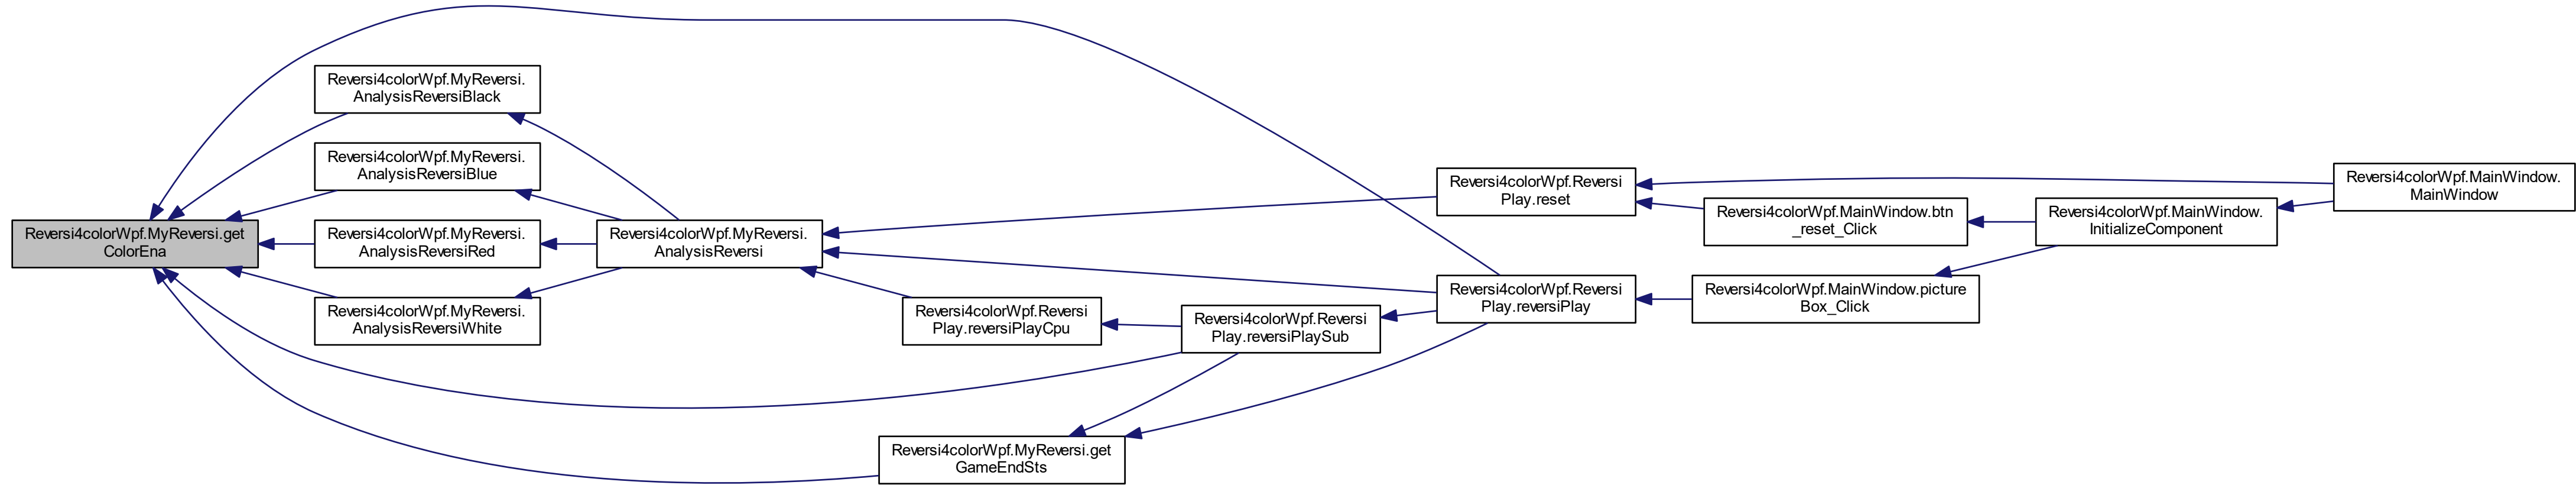 Reversi4colorWpf.MyReversi.get
ColorEna
Reversi4colorWpf.MyReversi.
AnalysisReversiBlack
Reversi4colorWpf.MyReversi.
AnalysisReversiBlue
Reversi4colorWpf.MyReversi.
AnalysisReversiRed
Reversi4colorWpf.MyReversi.
AnalysisReversiWhite
Reversi4colorWpf.MyReversi.
AnalysisReversi
Reversi4colorWpf.Reversi
Play.reversiPlayCpu
Reversi4colorWpf.MyReversi.get
GameEndSts
Reversi4colorWpf.Reversi
Play.reversiPlaySub
Reversi4colorWpf.Reversi
Play.reset
Reversi4colorWpf.Reversi
Play.reversiPlay
Reversi4colorWpf.MainWindow.btn
_reset_Click
Reversi4colorWpf.MainWindow.picture
Box_Click
Reversi4colorWpf.MainWindow.
InitializeComponent
Reversi4colorWpf.MainWindow.
MainWindow